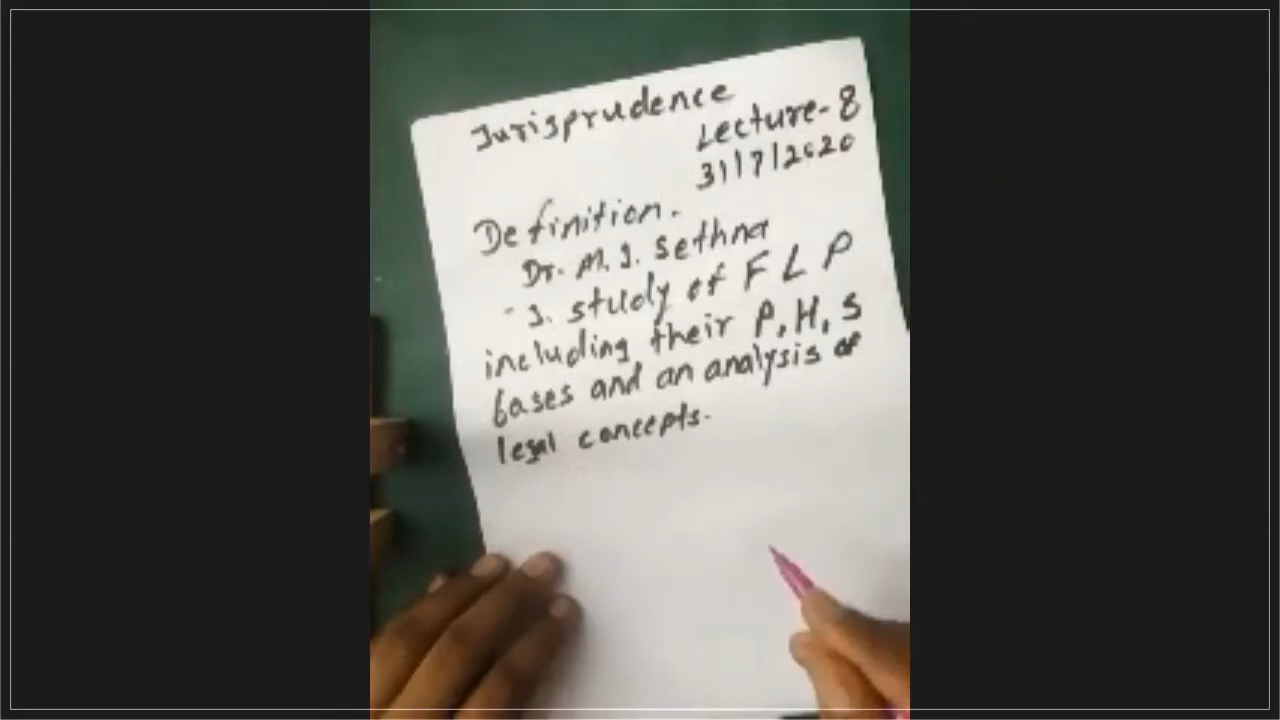 Jurisprudence
Lecture-8
31/7/2020
Definition.
Dr. M. J. Sethna
- J. study of F L P
including their P, H, S
bases and an analysis of
legal concepts.